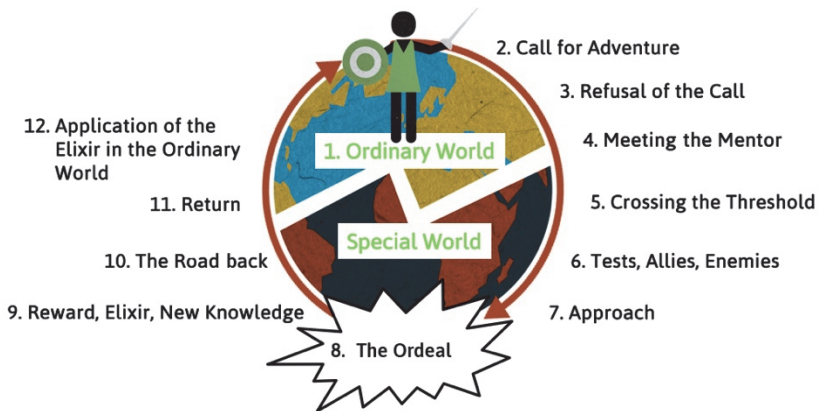 1. Ordinary World
2. Call for Adventure
3. Refusal of the Call
4. Meeting the Mentor
5. Crossing the Threshold
Special World
6. Tests, Allies, Enemies
7. Approach
8. The Ordeal
9. Reward, Elixir, New Knowledge
10. The Road back
11. Return
12. Application of the
Elixir in the Ordinary
World